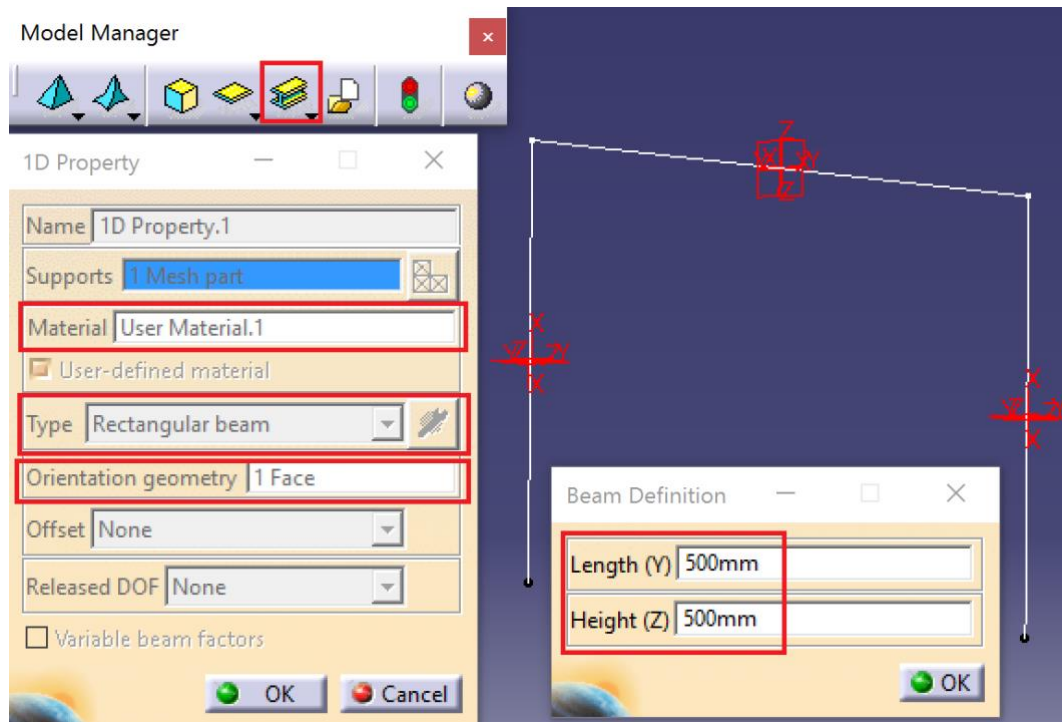 Model Manager
1D Property
Name 1D Property.1
Supports 1 Mesh part
Material User Material.1
User-defined material
Type Rectangular beam
Orientation geometry 1 Face
Offset None
Released DOF None
Variable beam factors
OK Cancel
Z
Y
Z
X
Y
X
X
X
Beam Definition
Length (Y) 500mm
Height (Z) 500mm
OK